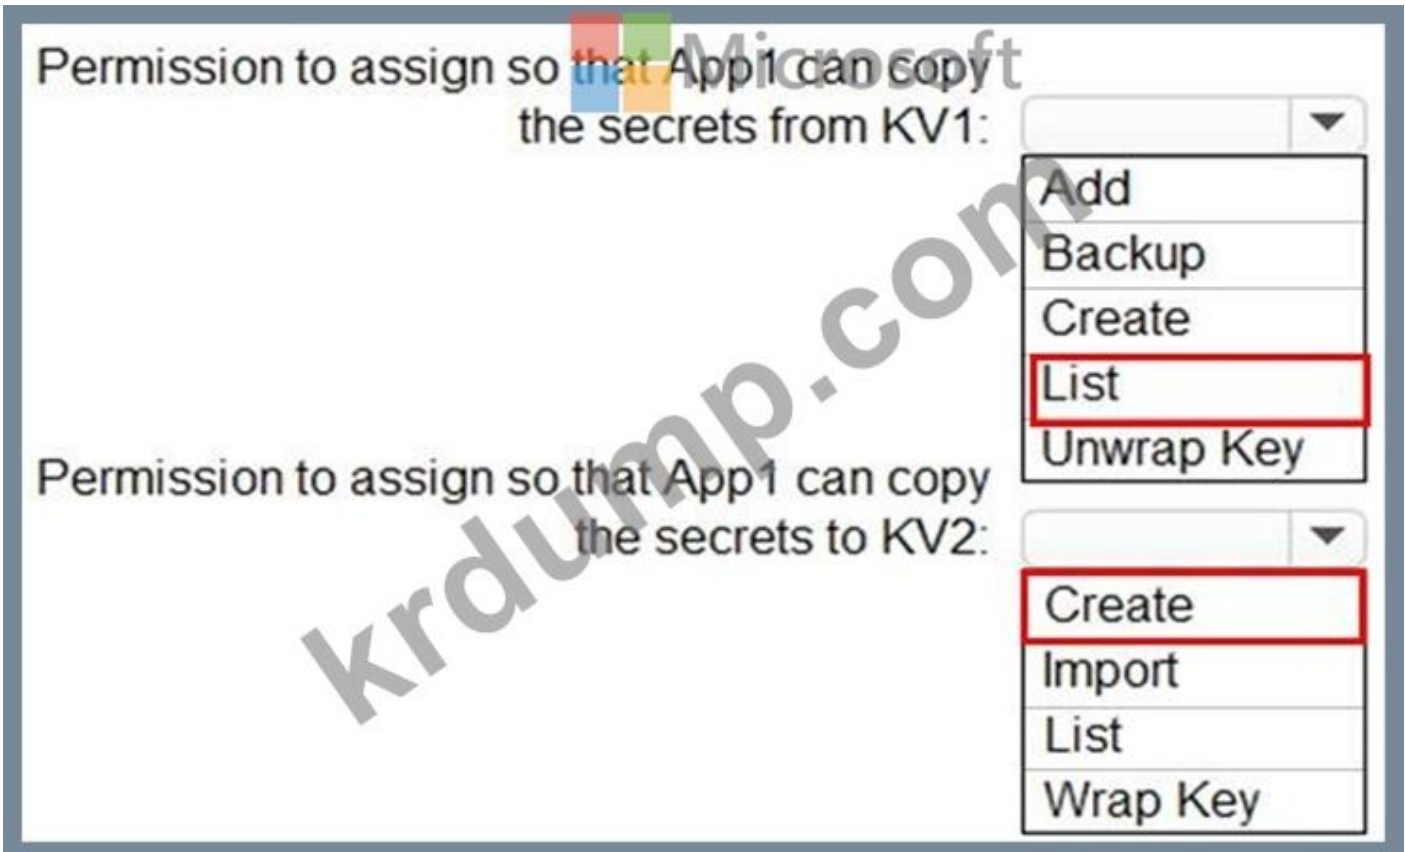 Microsoft
Permission to assign so that App1 can copy
the secrets from KV1:
Add
Backup
Create
List
Unwrap Key
Permission to assign so that App1 can copy
the secrets to KV2:
Create
Import
List
Wrap Key
krdump.com